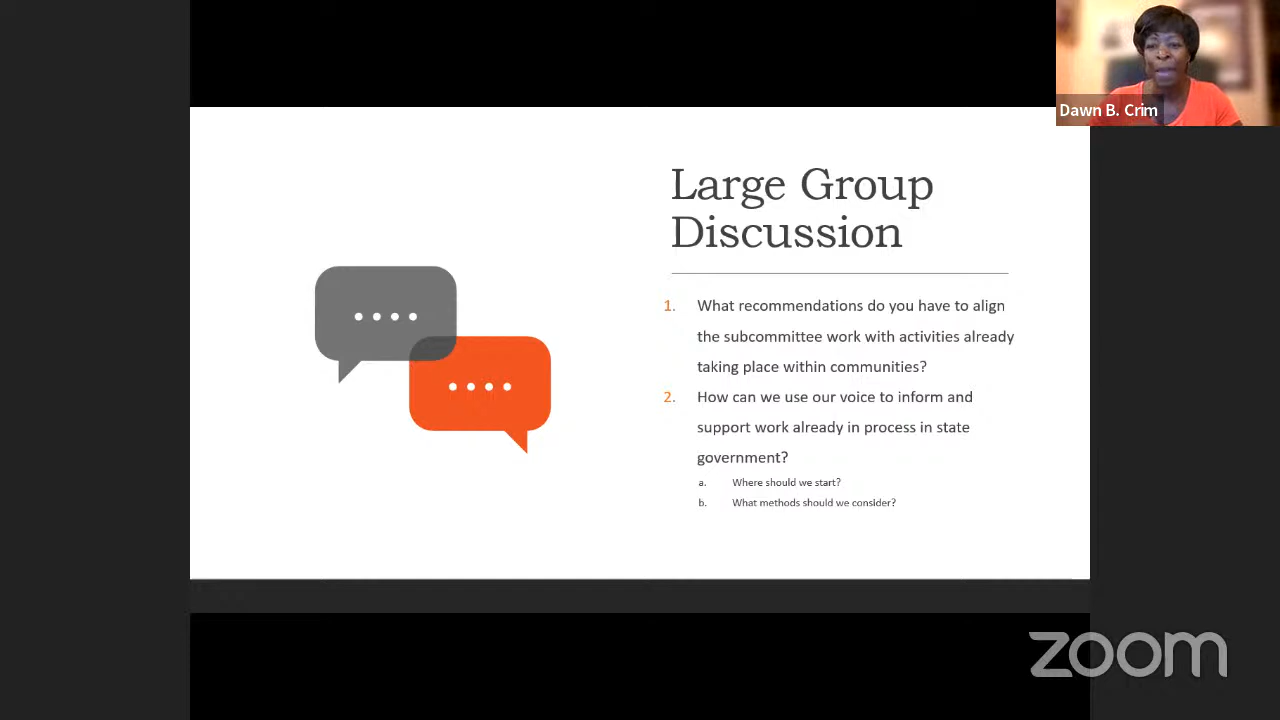 Dawn B. Crim
Large Group
Discussion
1. What recommendations do you have to align
the subcommittee work with activities already
taking place within communities?
2. How can we use our voice to inform and
support work already in process in state
government?
a. Where should we start?
b. What methods should we consider?
zoom